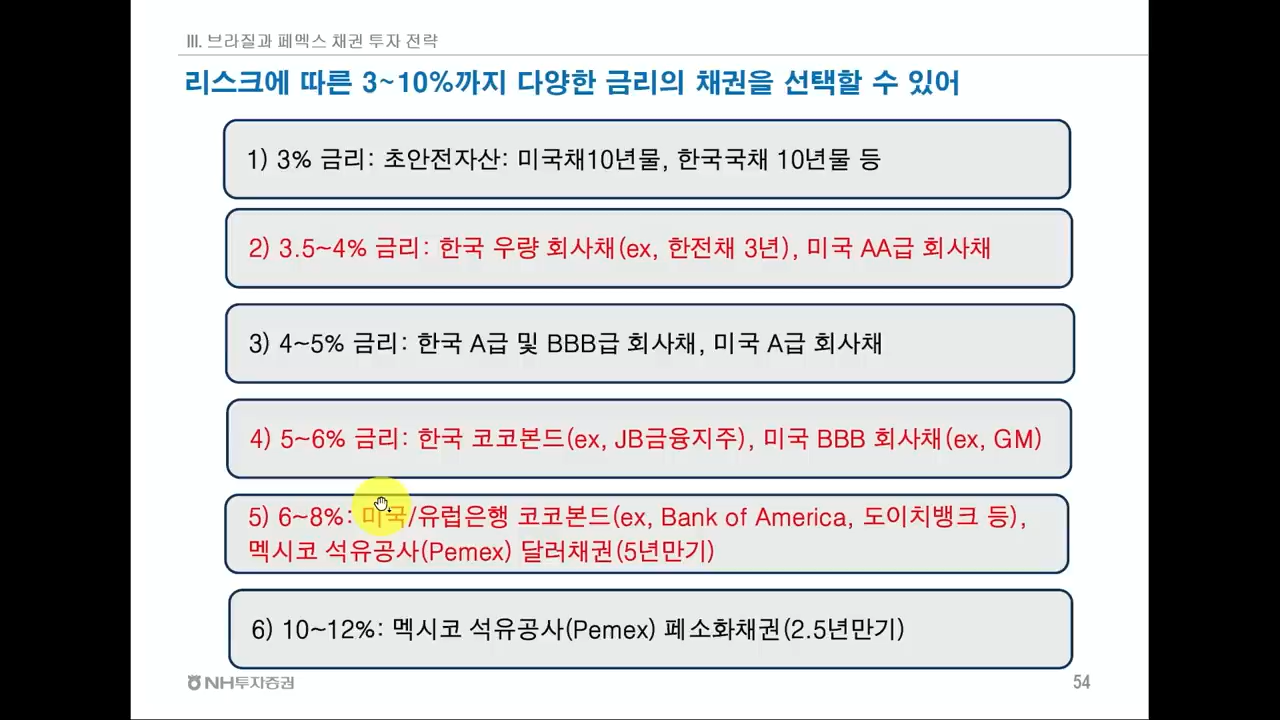 III. 브라질과 페멕스 채권 투자 전략
리스크에 따른 3~10%까지 다양한 금리의 채권을 선택할 수 있어
1) 3% 금리: 초안전자산: 미국채10년물, 한국국채 10년물 등
2) 3.5~4% 금리: 한국 우량 회사채(ex, 한전채 3년), 미국 AA급 회사채
3) 4~5% 금리: 한국 A급 및 BBB급 회사채, 미국 A급 회사채
4) 5~6% 금리: 한국 코코본드(ex, JB금융지주), 미국 BBB 회사채(ex, GM)
5) 6~8%: 미국/유럽은행 코코본드(ex, Bank of America, 도이치뱅크 등),
멕시코 석유공사(Pemex) 달러채권(5년만기)
6) 10~12%: 멕시코 석유공사(Pemex) 페소화채권(2.5년만기)
NH투자증권
54